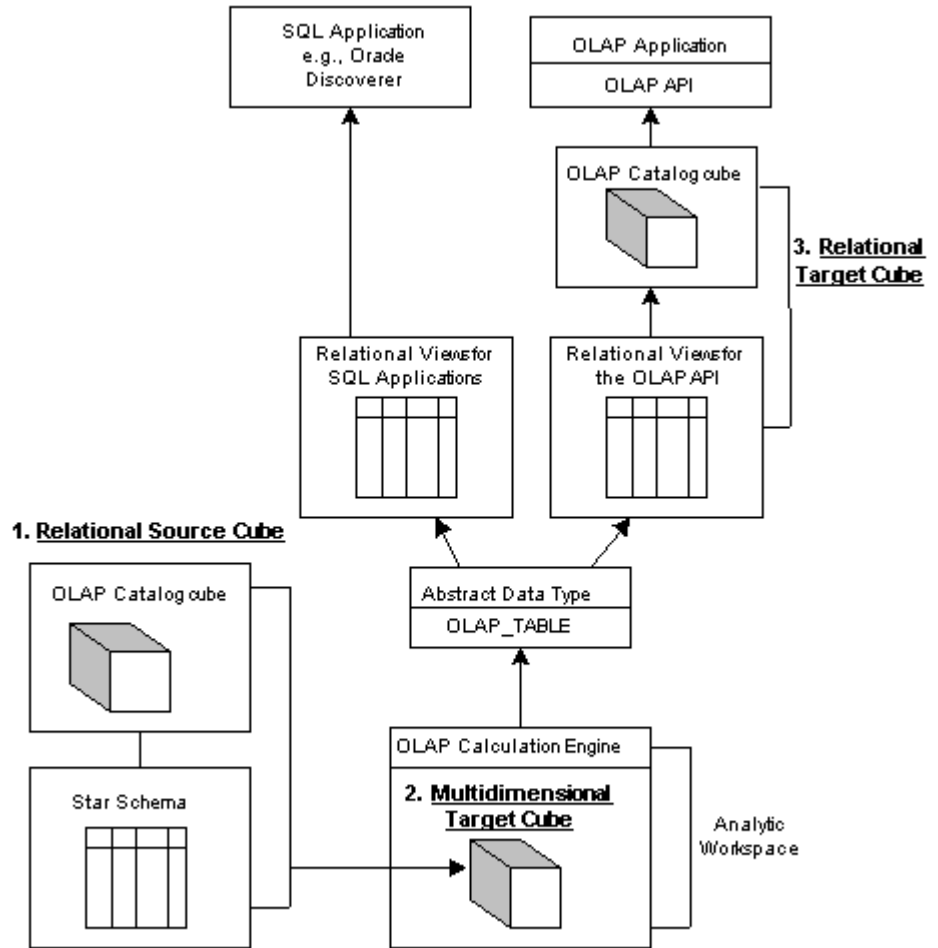 SQL Application
e.g., Oracle
Discoverer
OLAP Application
OLAP API
OLAP Catalog cube
3. Relational
Target Cube
Relational Views for
SQL Applications
Relational Views for
the OLAP API
1. Relational Source Cube
OLAP Catalog cube
Abstract Data Type
OLAP_TABLE
Star Schema
OLAP Calculation Engine
2. Multidimensional
Target Cube
Analytic
Workspace